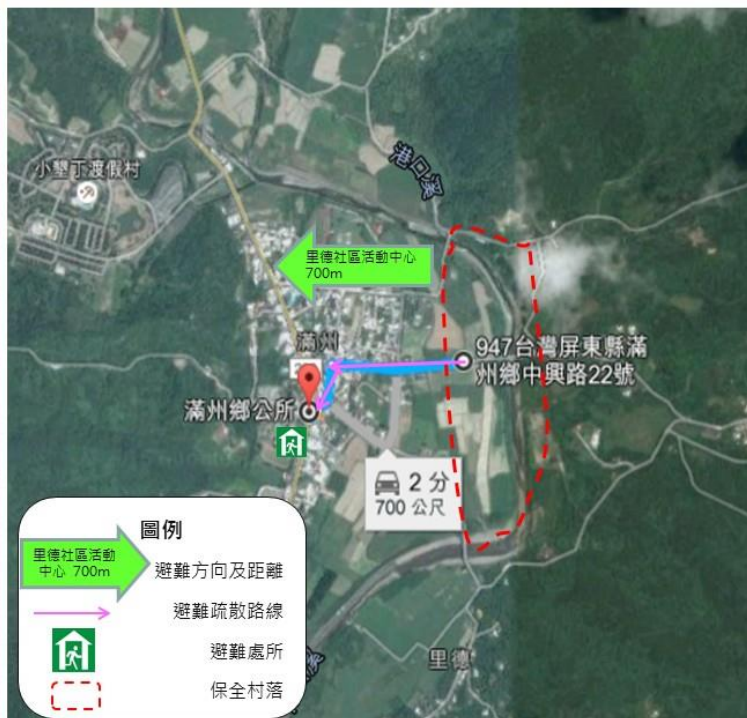 小墾丁渡假村
港口溪
里德社區活動中心
700m
滿州
947台灣屏東縣滿
州鄉中興路22號
滿州鄉公所
2 分
700 公尺
圖例
里德社區活動
中心 700m
避難方向及距離
避難疏散路線
避難處所
保全村落
里德
溪